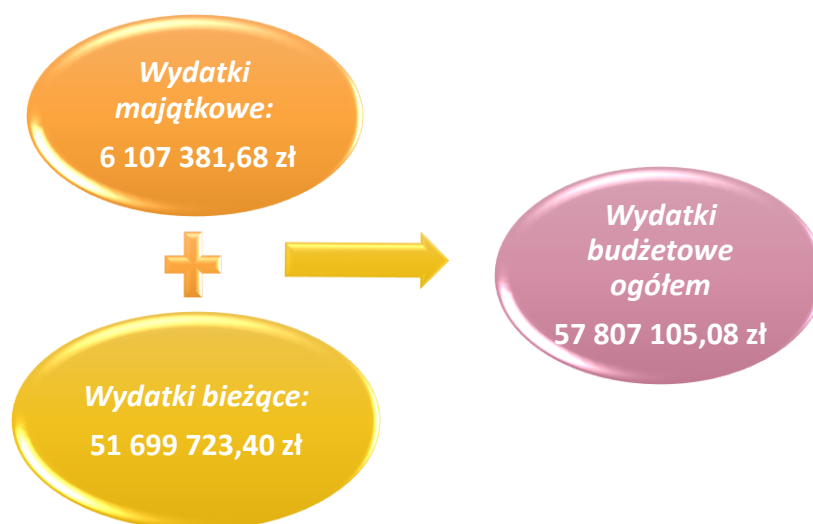 Wydatki
majątkowe:
6 107 381,68 zł
Wydatki bieżące:
51 699 723,40 zł
Wydatki
budżetowe
ogółem
57 807 105,08 zł